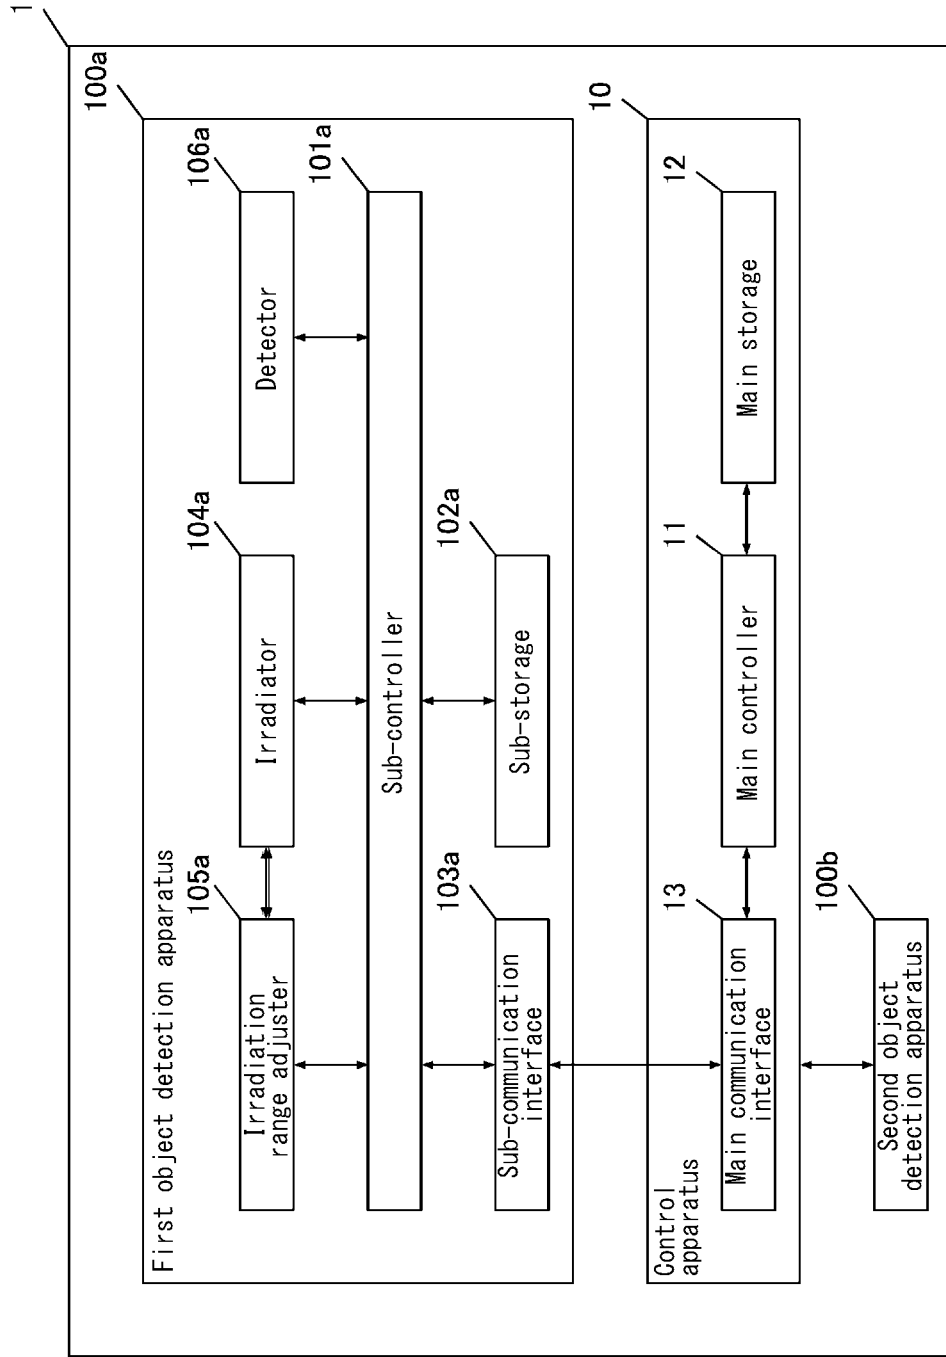 1
100a
First object detection apparatus
105a
Irradiation
range adjuster
104a
Irradiator
106a
Detector
101a
Sub-controller
103a
Sub-communication
interface
102a
Sub-storage
10
Control
apparatus
13
Main communication
interface
11
Main controller
12
Main storage
100b
Second object
detection apparatus